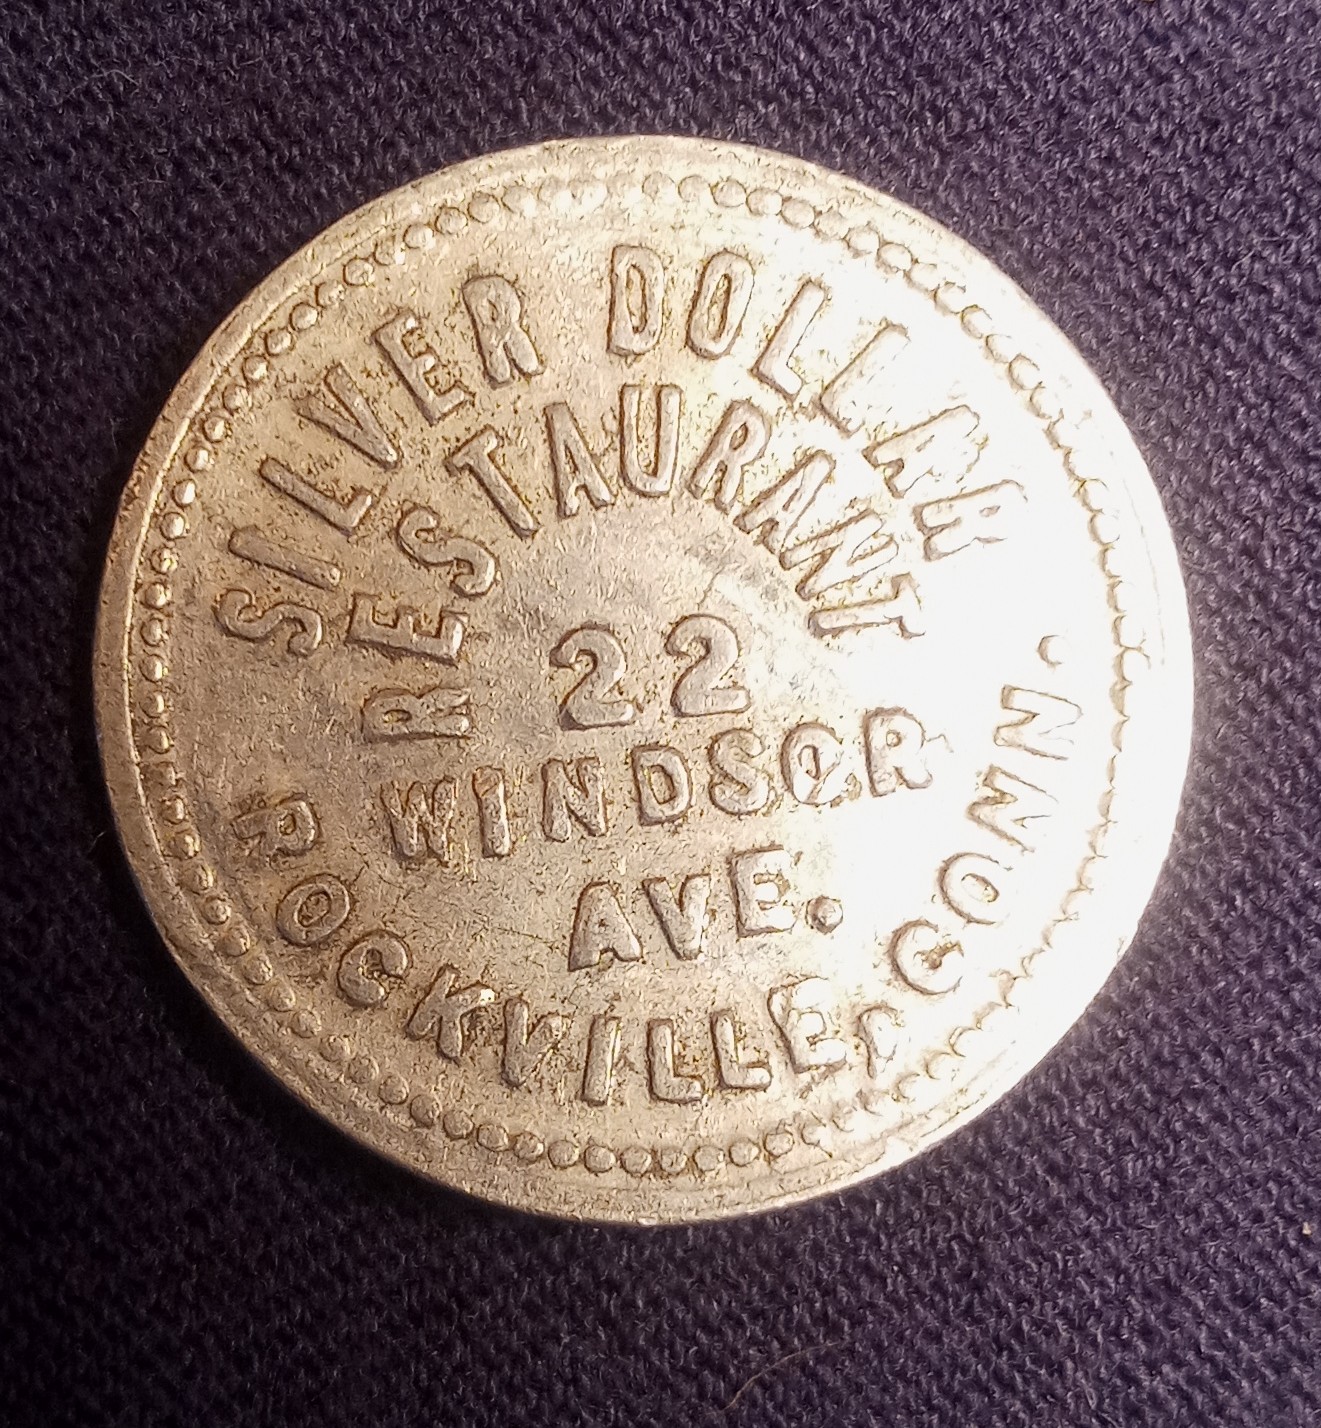 SILVER DOLLAR
RESTAURANT
22
WINDSOR
AVE.
ROCKVILLE, CONN.